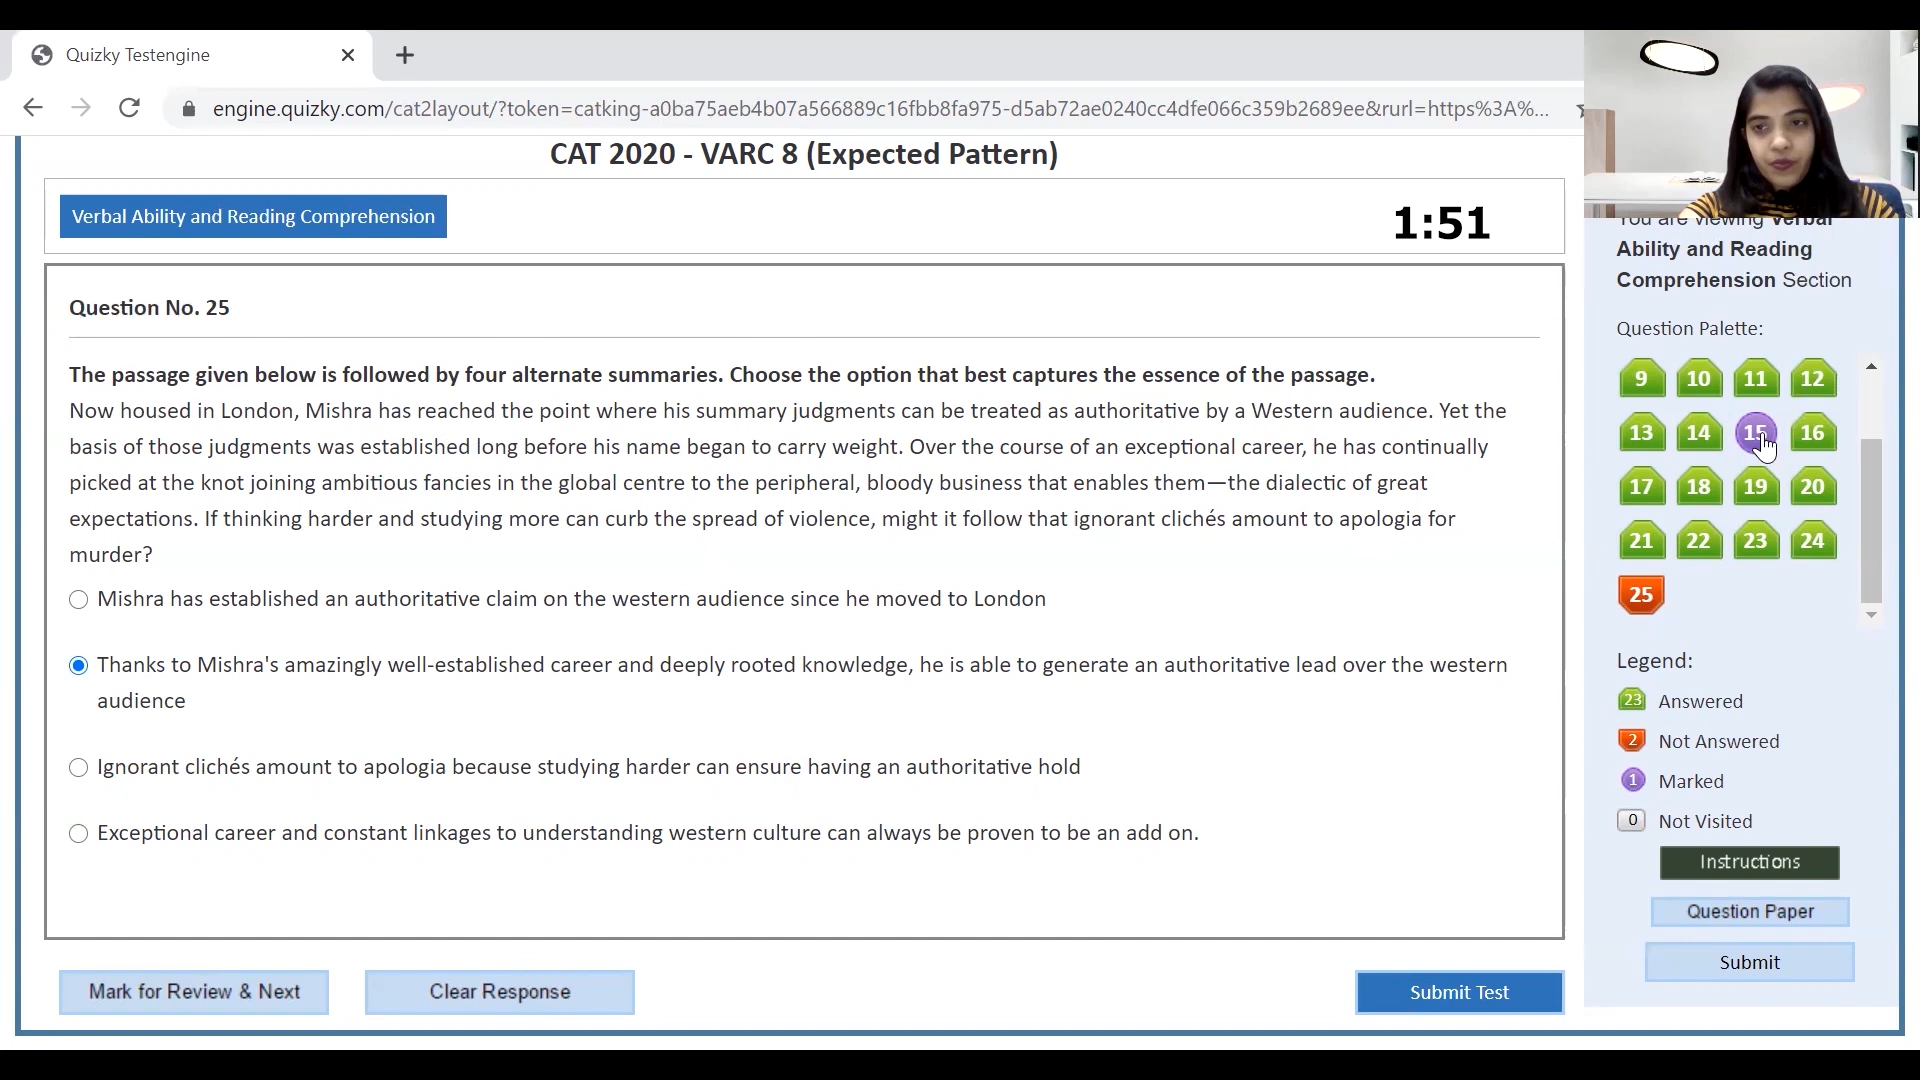 Quizky Testengine
engine.quizky.com/cat2layout/?token=catking-a0ba75aeb4b07a566889c16fbb8fa975-d5ab72ae0240cc4dfe066c359b2689ee&rurl=https%3A%...
CAT 2020 - VARC 8 (Expected Pattern)
Verbal Ability and Reading Comprehension
1:51
You are viewing Verbal
Ability and Reading
Comprehension Section
Question No. 25
Question Palette:
The passage given below is followed by four alternate summaries. Choose the option that best captures the essence of the passage.
Now housed in London, Mishra has reached the point where his summary judgments can be treated as authoritative by a Western audience. Yet the
basis of those judgments was established long before his name began to carry weight. Over the course of an exceptional career, he has continually
picked at the knot joining ambitious fancies in the global centre to the peripheral, bloody business that enables them—the dialectic of great
expectations. If thinking harder and studying more can curb the spread of violence, might it follow that ignorant clichés amount to apologia for
murder?
Mishra has established an authoritative claim on the western audience since he moved to London
Thanks to Mishra's amazingly well-established career and deeply rooted knowledge, he is able to generate an authoritative lead over the western
audience
Ignorant clichés amount to apologia because studying harder can ensure having an authoritative hold
Exceptional career and constant linkages to understanding western culture can always be proven to be an add on.
9 10 11 12
13 14 15 16
17 18 19 20
21 22 23 24
25
Legend:
23 Answered
2 Not Answered
1 Marked
0 Not Visited
Instructions
Question Paper
Submit
Mark for Review & Next
Clear Response
Submit Test